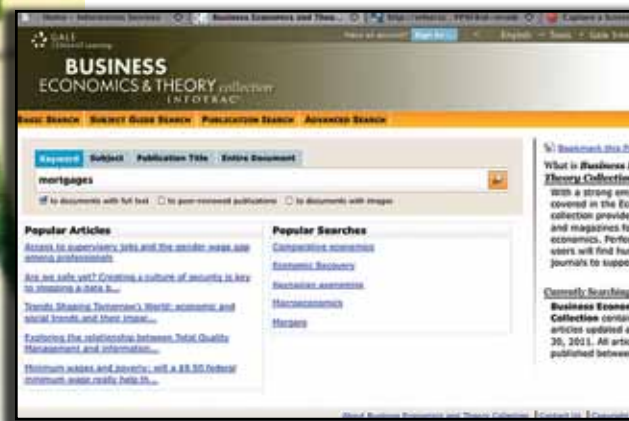 Business Economics and Theo...
GALE
CENGAGE Learning
Sign In
English
Tools
BUSINESS
ECONOMICS & THEORY collection
INFOTRAC
BASIC SEARCH SUBJECT GUIDE SEARCH PUBLICATION SEARCH ADVANCED SEARCH
Keyword Subject Publication Title Entire Document
mortgages
to documents with full text to peer-reviewed publications to documents with images
Popular Articles
Access to supervisory jobs and the gender wage gap
among professionals
Are we safe yet? Creating a culture of security is key
to stopping a data b...
Trends Shaping Tomorrow's World: economic and
social trends and their impac...
Exploring the relationship between Total Quality
Management and information...
Minimum wages and poverty: will a $9.50 federal
minimum wage really help th...
Popular Searches
Comparative economics
Economic Recovery
Keynesian economics
Macroeconomics
Mergers
Bookmark this P
What is Business
Theory Collection
With a strong em
covered in the Ec
collection provide
and magazines fo
economics. Perfe
users will find hu
journals to suppo
Currently Searching
Business Econo
Collection contai
articles updated a
30, 2011. All artic
published betwee
About Business Economics and Theory Collection Contact Us Copyright